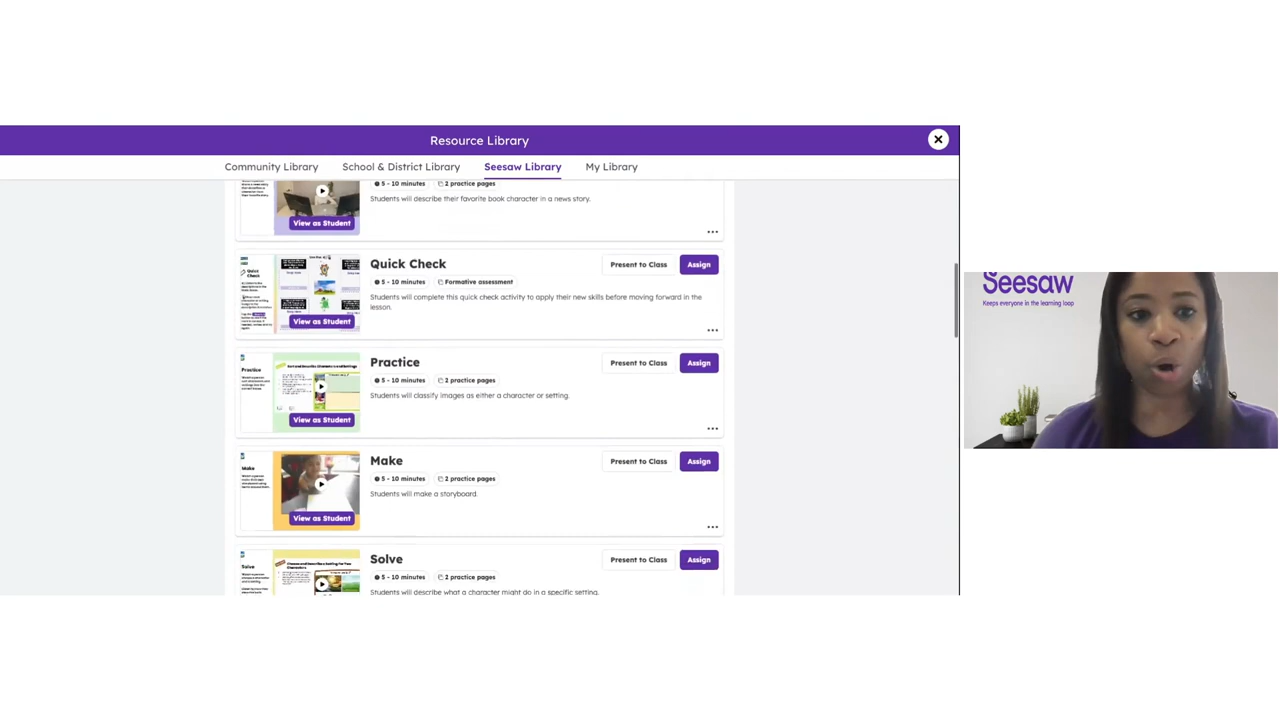 Resource Library
Community Library
School & District Library
Seesaw Library
My Library
5 - 10 minutes
2 practice pages
Students will describe their favorite book character in a news story.
View as Student
Quick Check
Present to Class
Assign
5 - 10 minutes
Formative assessment
Students will complete this quick check activity to apply their new skills before moving forward in the
lesson.
Quick
Check
View as Student
Practice
Present to Class
Assign
5 - 10 minutes
2 practice pages
Students will classify images as either a character or setting.
Practice
View as Student
Make
Present to Class
Assign
5 - 10 minutes
2 practice pages
Students will make a storyboard.
Make
View as Student
Solve
Present to Class
Assign
5 - 10 minutes
2 practice pages
Students will describe what a character might do in a specific setting.
Solve
Seesaw
Keeps everyone in the learning loop